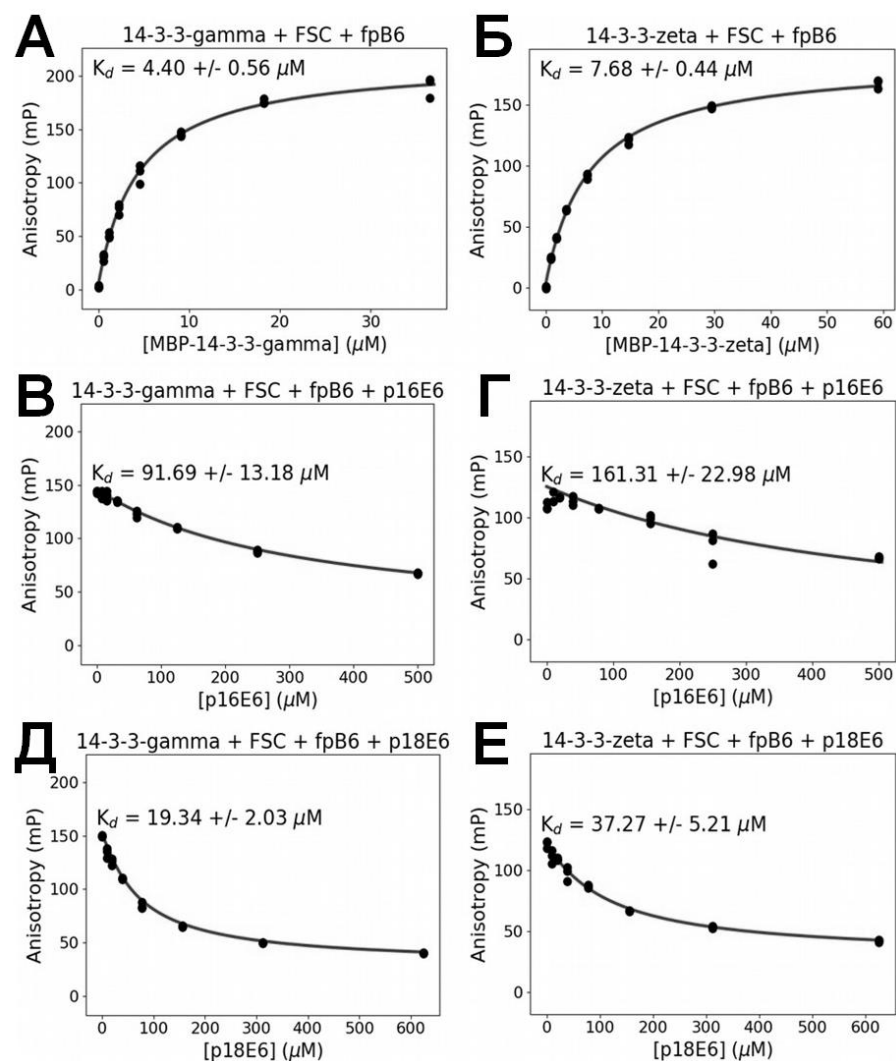 А
14-3-3-gamma + FSC + fpB6
K_d = 4.40 +/- 0.56 µM
Anisotropy (mP)
200
150
100
50
0
0 10 20 30
[MBP-14-3-3-gamma] (µM)
Б
14-3-3-zeta + FSC + fpB6
K_d = 7.68 +/- 0.44 µM
Anisotropy (mP)
150
100
50
0
0 10 20 30 40 50 60
[MBP-14-3-3-zeta] (µM)
В
14-3-3-gamma + FSC + fpB6 + p16E6
K_d = 91.69 +/- 13.18 µM
Anisotropy (mP)
200
150
100
50
0
0 100 200 300 400 500
[p16E6] (µM)
Г
14-3-3-zeta + FSC + fpB6 + p16E6
K_d = 161.31 +/- 22.98 µM
Anisotropy (mP)
150
100
50
0
0 100 200 300 400 500
[p16E6] (µM)
Д
14-3-3-gamma + FSC + fpB6 + p18E6
K_d = 19.34 +/- 2.03 µM
Anisotropy (mP)
200
150
100
50
0
0 100 200 300 400 500 600
[p18E6] (µM)
Е
14-3-3-zeta + FSC + fpB6 + p18E6
K_d = 37.27 +/- 5.21 µM
Anisotropy (mP)
150
100
50
0
0 100 200 300 400 500 600
[p18E6] (µM)